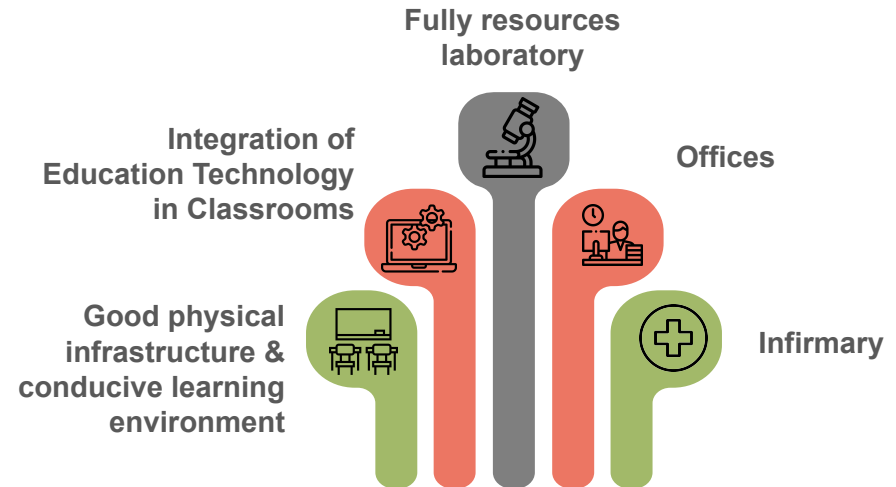 Fully resources
laboratory
Integration of
Education Technology
in Classrooms
Offices
Good physical
infrastructure &
conducive learning
environment
Infirmary